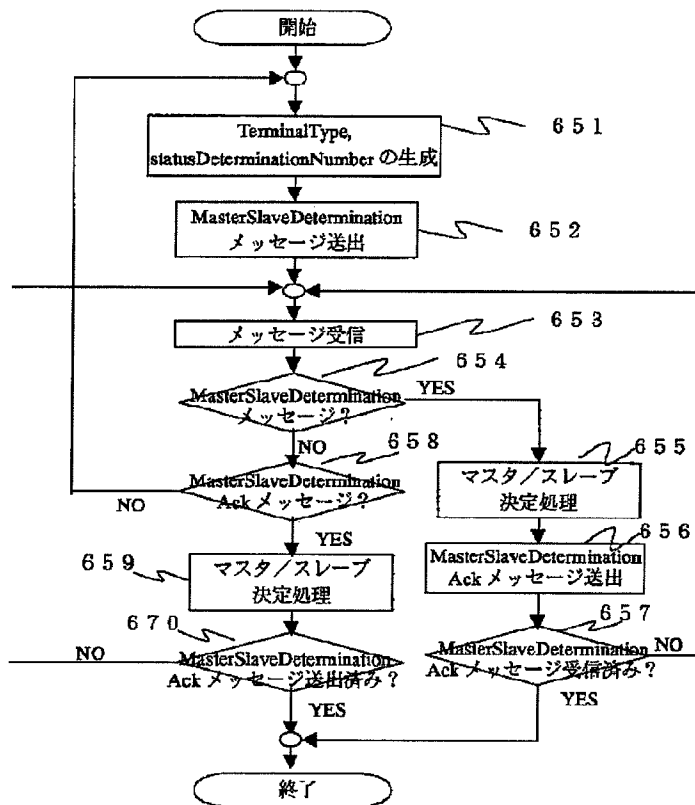 開始
TerminalType,
statusDeterminationNumber の生成
651
MasterSlaveDetermination
メッセージ送出
652
メッセージ受信
653
654
MasterSlaveDetermination
メッセージ?
YES
NO
658
655
MasterSlaveDetermination
Ack メッセージ?
NO
YES
マスタ/スレーブ
決定処理
656
659
マスタ/スレーブ
決定処理
MasterSlaveDetermination
Ack メッセージ送出
657
670
NO
MasterSlaveDetermination
Ack メッセージ送出済み?
MasterSlaveDetermination
Ack メッセージ受信済み?
NO
YES
YES
終了